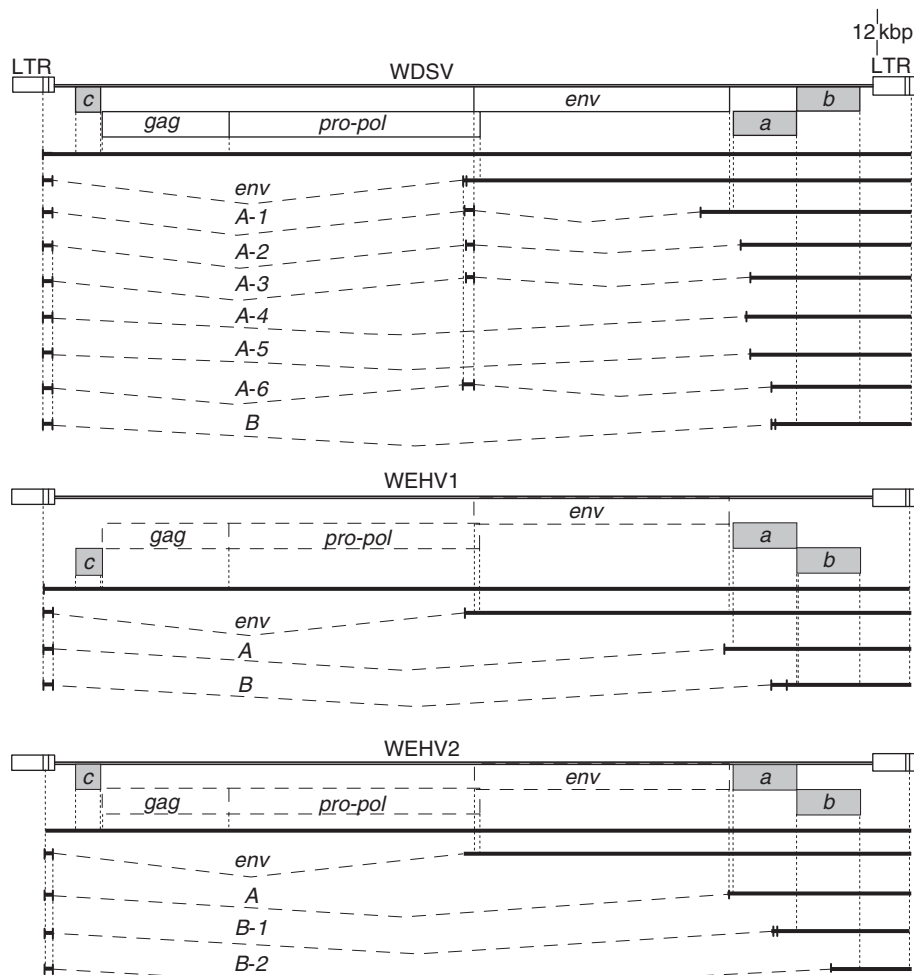 12 kbp
LTR WDSV LTR
c env b
gag pro-pol a
env
A-1
A-2
A-3
A-4
A-5
A-6
B
WEHV1
env
gag pro-pol a
c b
env
A
B
WEHV2
c env a
gag pro-pol b
env
A
B-1
B-2